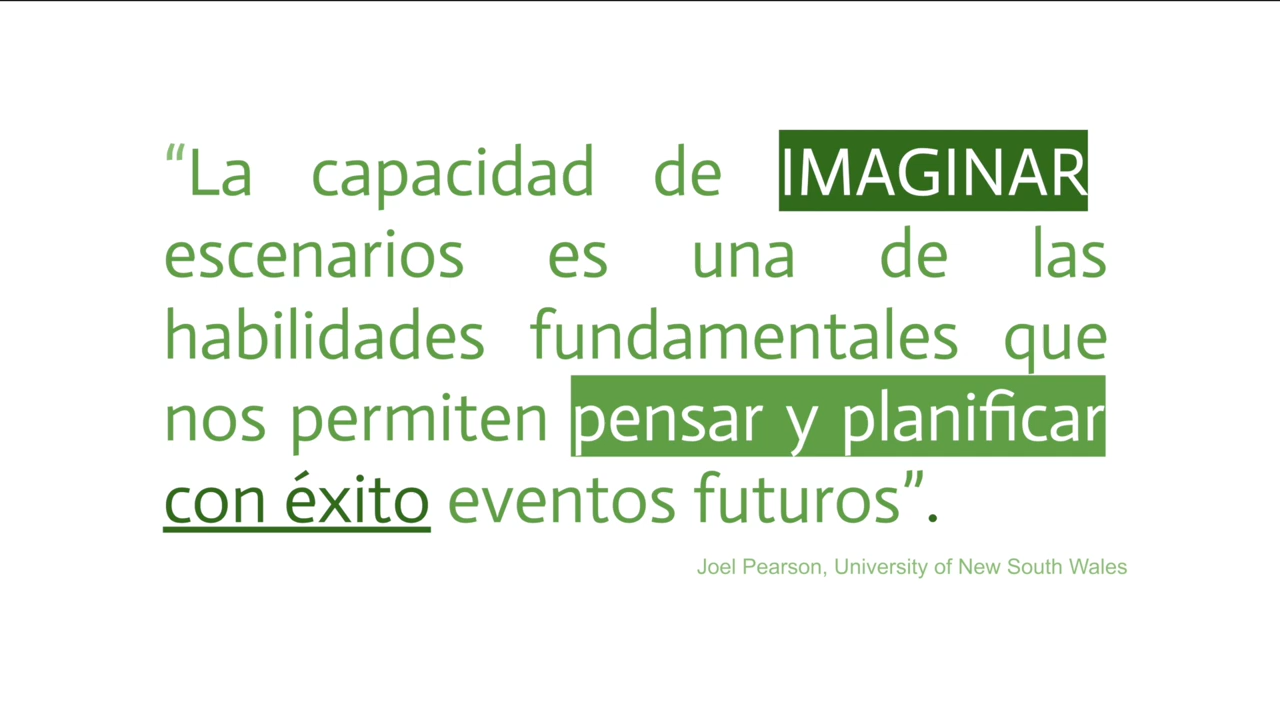 “La capacidad de IMAGINAR
escenarios es una de las
habilidades fundamentales que
nos permiten pensar y planificar
con éxito eventos futuros”.
Joel Pearson, University of New South Wales